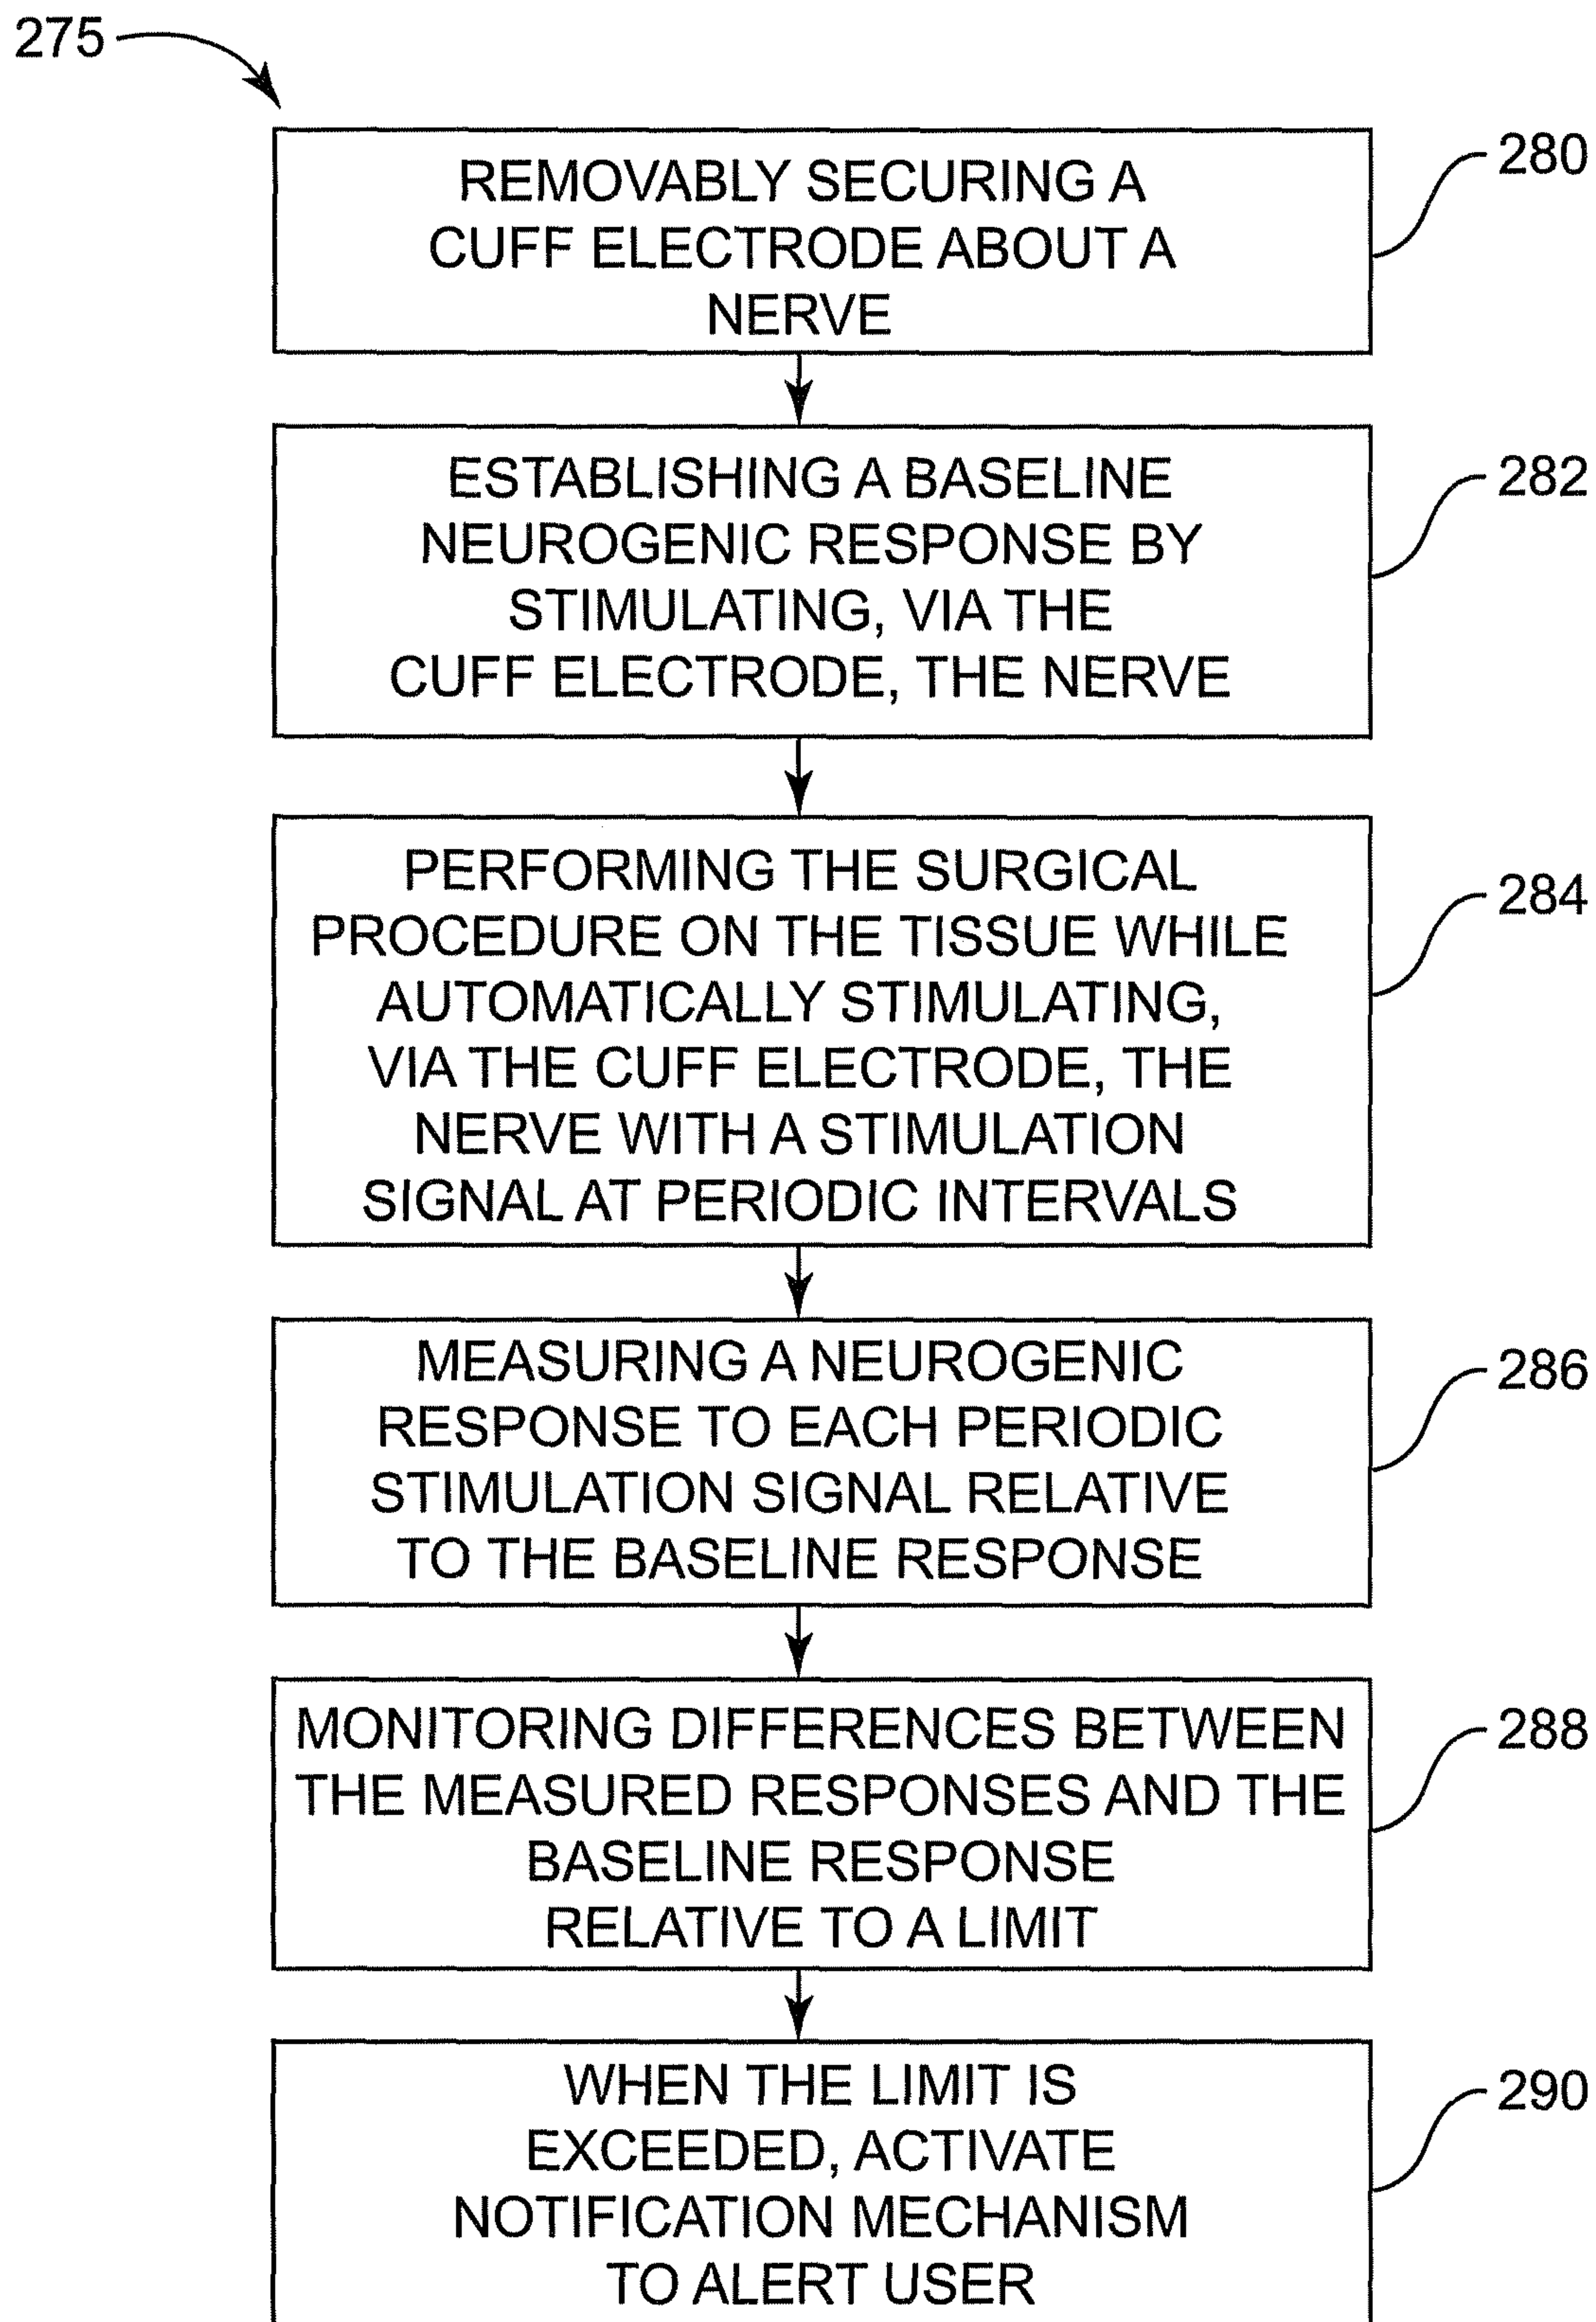 275
REMOVABLY SECURING A
CUFF ELECTRODE ABOUT A
NERVE
280
ESTABLISHING A BASELINE
NEUROGENIC RESPONSE BY
STIMULATING, VIA THE
CUFF ELECTRODE, THE NERVE
282
PERFORMING THE SURGICAL
PROCEDURE ON THE TISSUE WHILE
AUTOMATICALLY STIMULATING,
VIA THE CUFF ELECTRODE, THE
NERVE WITH A STIMULATION
SIGNAL AT PERIODIC INTERVALS
284
MEASURING A NEUROGENIC
RESPONSE TO EACH PERIODIC
STIMULATION SIGNAL RELATIVE
TO THE BASELINE RESPONSE
286
MONITORING DIFFERENCES BETWEEN
THE MEASURED RESPONSES AND THE
BASELINE RESPONSE
RELATIVE TO A LIMIT
288
WHEN THE LIMIT IS
EXCEEDED, ACTIVATE
NOTIFICATION MECHANISM
TO ALERT USER
290